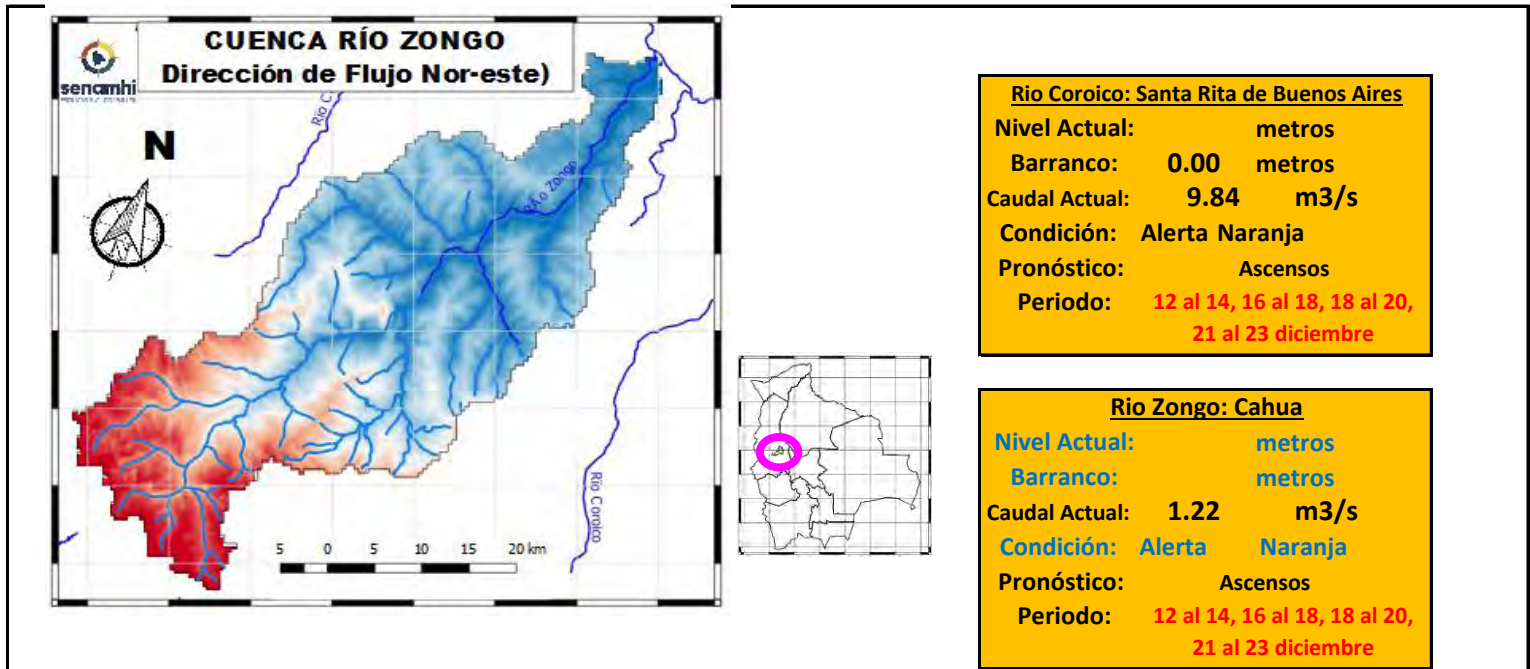 CUENCA RÍO ZONGO
Dirección de Flujo Nor-este)
senamhi
N
Río C
RÃ­o Zongo
Río Coroico
5 0 5 10 15 20 km
Rio Coroico: Santa Rita de Buenos Aires
Nivel Actual: metros
Barranco: 0.00 metros
Caudal Actual: 9.84 m3/s
Condición: Alerta Naranja
Pronóstico: Ascensos
Periodo: 12 al 14, 16 al 18, 18 al 20,
21 al 23 diciembre
Rio Zongo: Cahua
Nivel Actual: metros
Barranco: metros
Caudal Actual: 1.22 m3/s
Condición: Alerta Naranja
Pronóstico: Ascensos
Periodo: 12 al 14, 16 al 18, 18 al 20,
21 al 23 diciembre